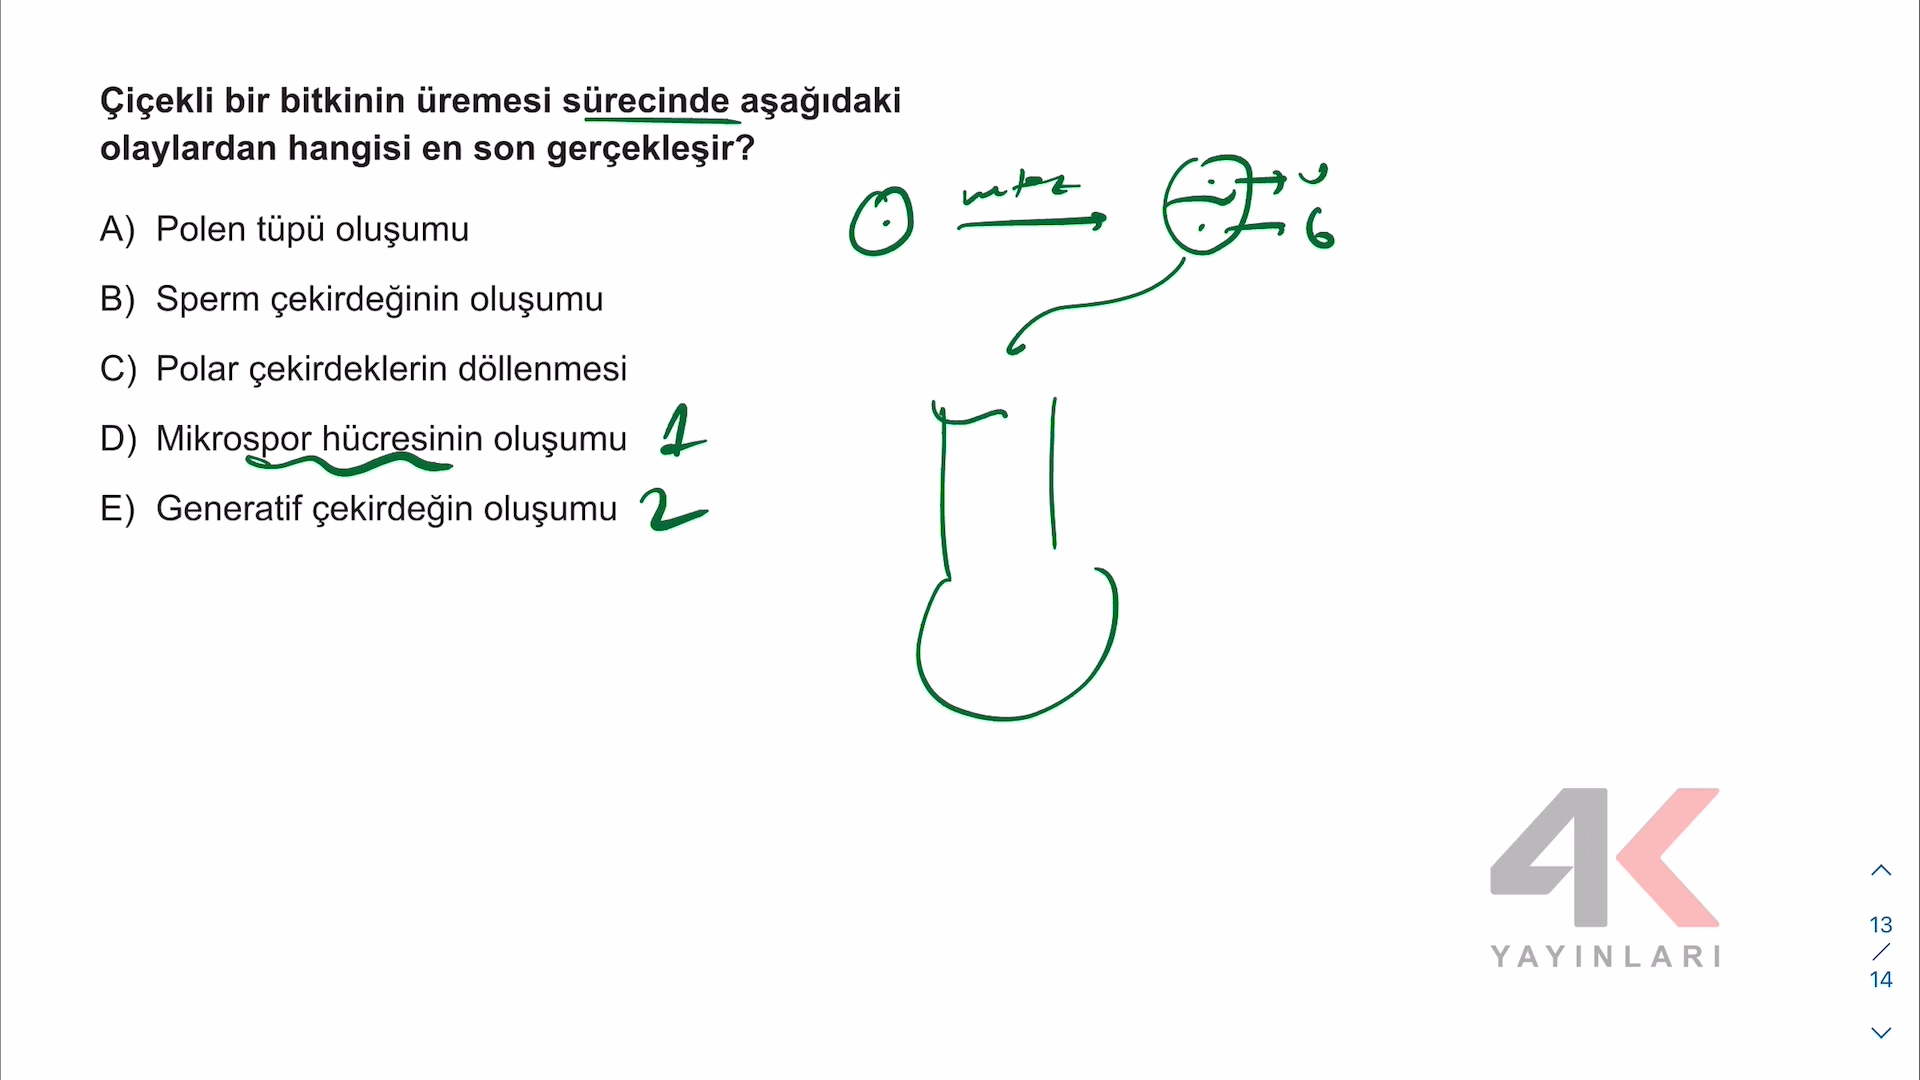 Çiçekli bir bitkinin üremesi sürecinde aşağıdaki
olaylardan hangisi en son gerçekleşir?
A) Polen tüpü oluşumu
B) Sperm çekirdeğinin oluşumu
C) Polar çekirdeklerin döllenmesi
D) Mikrospor hücresinin oluşumu 1
E) Generatif çekirdeğin oluşumu 2
4K
YAYINLARI
13
/
14